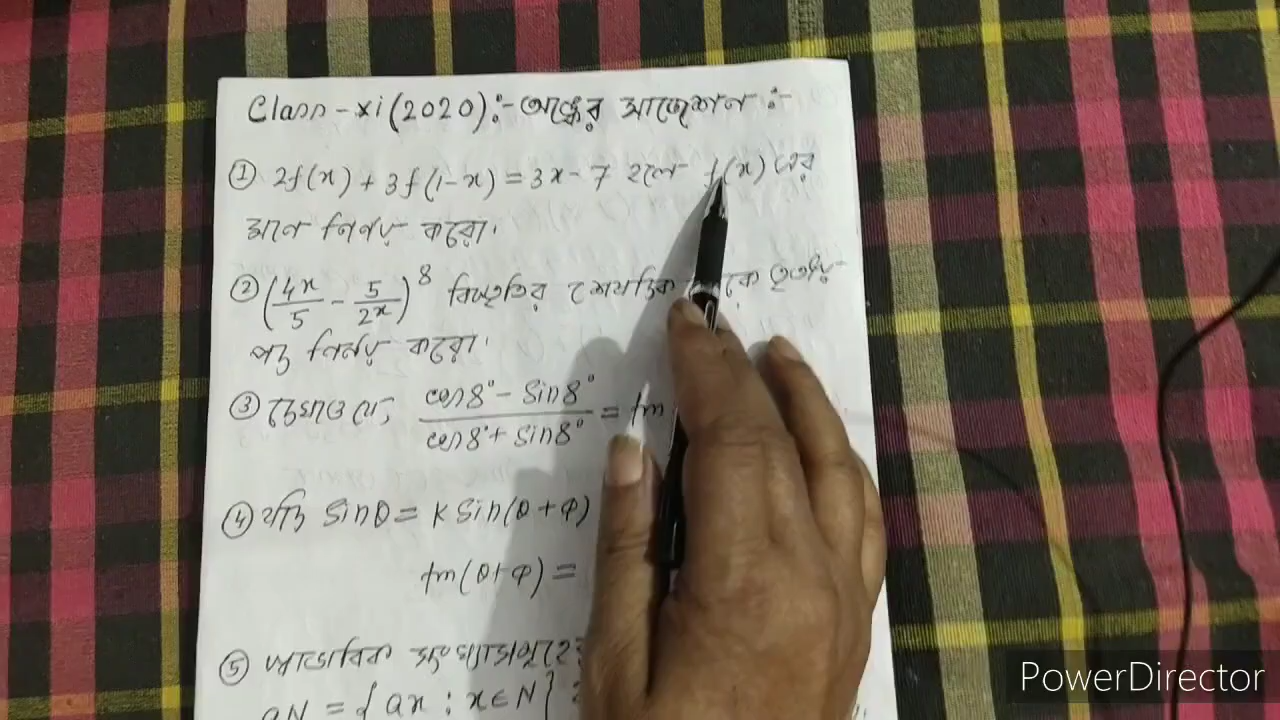 Class-xi(2020):- অঙ্কের সাজেশান :-
① 2f(x) + 3f(1-x) = 3x - 7 হলে f(x) এর
মান নির্ণয় করো।
② (4x/5 - 5/2x)^8 বিস্তৃতির শেষদিক তৃতীয়
পদ নির্ণয় করো।
③ দেখাও যে, (cos8° - sin8°)/(cos8° + sin8°) = tan
④ যদি sinθ = K sin(θ+φ)
tan(θ+φ) =
⑤ স্বাভাবিক সংখ্যাসমূহের
aN = {ax : x∈N}
PowerDirector